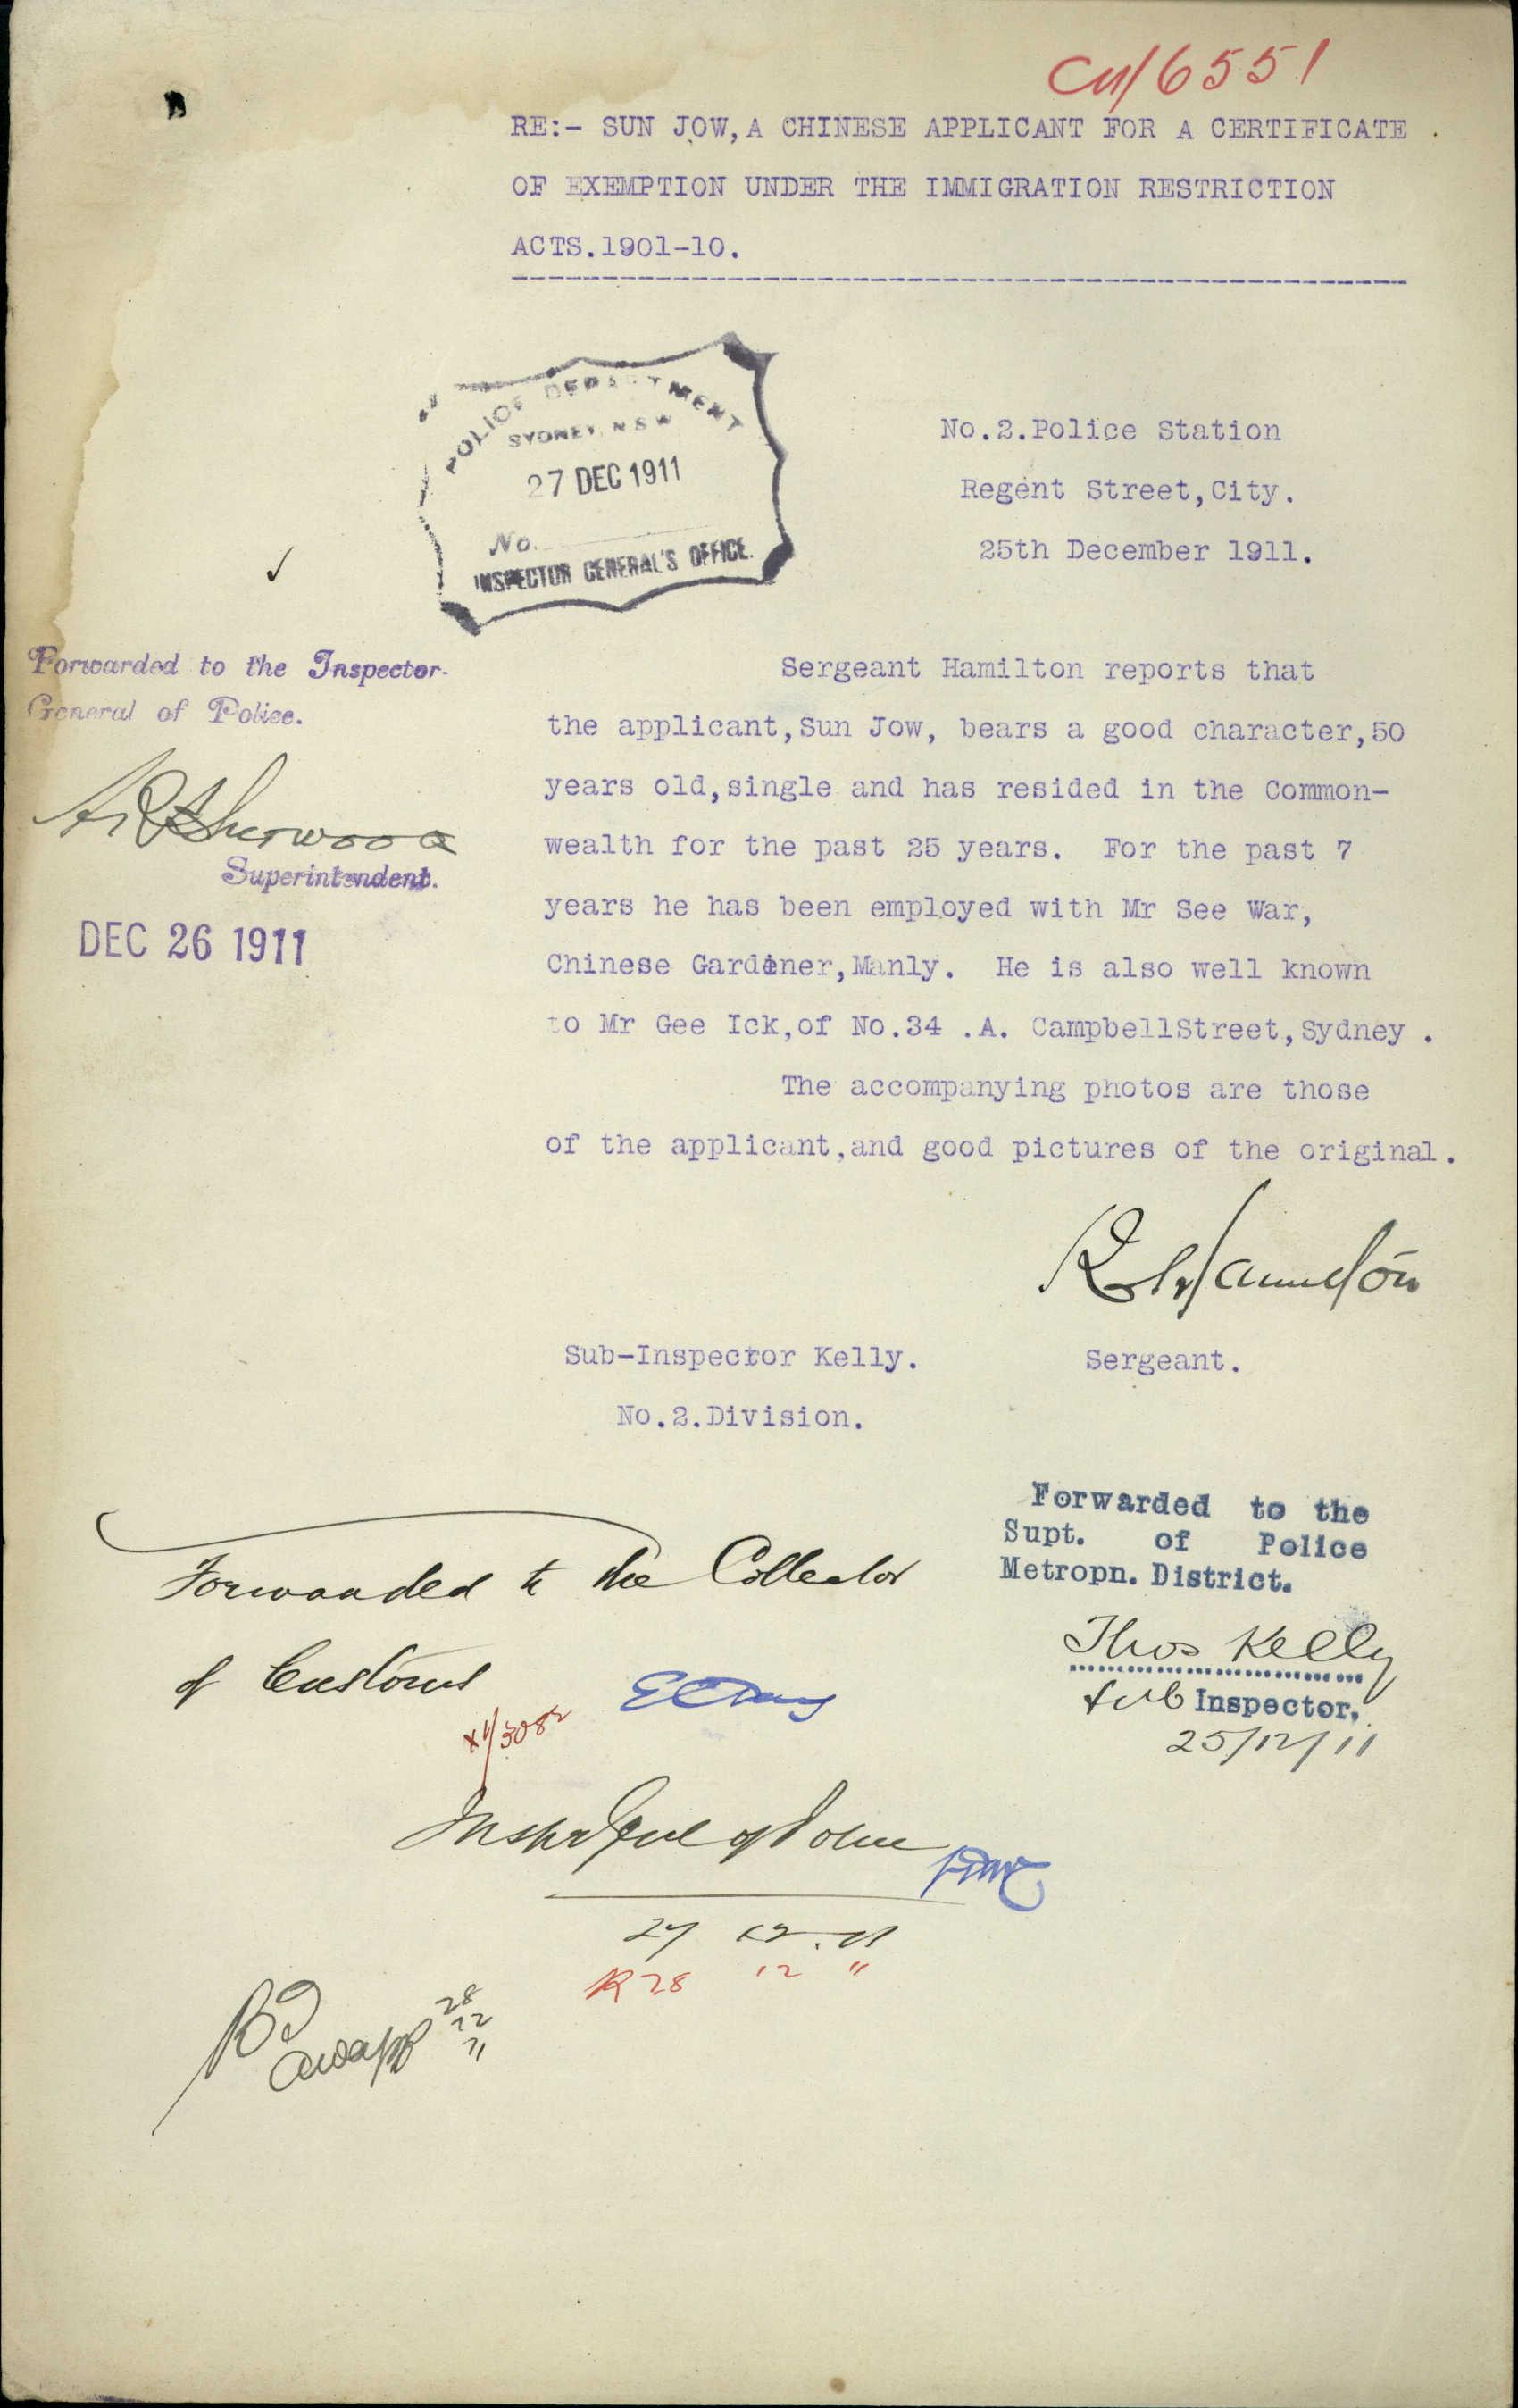 C11/6551
RE:- SUN JOW, A CHINESE APPLICANT FOR A CERTIFICATE .
OF EXEMPTION UNDER THE IMMIGRATION RESTRICTION
ACTS.1901-10.
POLICE DEPARTMENT
SYDNEY, N.S.W
27 DEC 1911
No.
INSPECTOR GENERAL'S OFFICE.
No.2.Police Station
Regent Street,City.
25th December 1911.
Forwarded to the Inspector-
General of Police.
Sherwood
Superintendent.
DEC 26 1911
Sergeant Hamilton reports that
the applicant,Sun Jow, bears a good character,50
years old,single and has resided in the Common-
wealth for the past 25 years. For the past 7
years he has been employed with Mr See War,
Chinese Gardener,Manly. He is also well known
to Mr Gee Ick,of No.34 .A. CampbellStreet,Sydney .
The accompanying photos are those
of the applicant,and good pictures of the original.
Hamilton
Sub-Inspector Kelly. Sergeant.
No.2.Division.
Forwarded to the
Supt. of Police
Metropn. District.
Thos Kelly
Sub Inspector.
25/12/11
Forwarded to the Collector
of Customs
Inspr Genl of Police
27 12.11
R 28 12 11
28
12
11